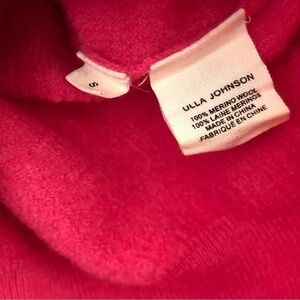 S
ULLA JOHNSON
100% MERINO WOOL
100% LAINE MERINOS
MADE IN CHINA
FABRIQUÉ EN CHINE